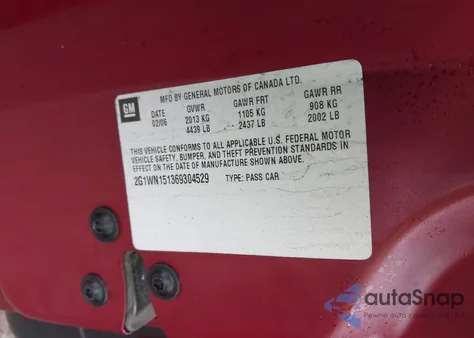 GM
MFD BY GENERAL MOTORS OF CANADA LTD.
DATE GVWR GAWR FRT GAWR RR
02/06 2013 KG 1105 KG 908 KG
4439 LB 2437 LB 2002 LB
THIS VEHICLE CONFORMS TO ALL APPLICABLE U.S. FEDERAL MOTOR
VEHICLE SAFETY, BUMPER, AND THEFT PREVENTION STANDARDS IN
EFFECT ON THE DATE OF MANUFACTURE SHOWN ABOVE.
2G1WN151369304529 TYPE: PASS CAR
autoSnap
Pewne auto